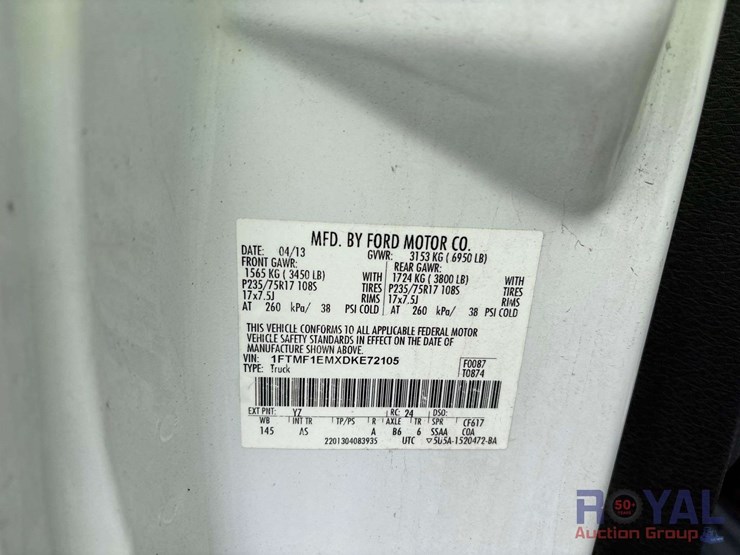 MFD. BY FORD MOTOR CO.
DATE: 04/13 GVWR: 3153 KG ( 6950 LB)
FRONT GAWR: REAR GAWR:
1565 KG ( 3450 LB) WITH 1724 KG ( 3800 LB) WITH
P235/75R17 108S TIRES P235/75R17 108S TIRES
17x7.5J RIMS 17x7.5J RIMS
AT 260 kPa/ 38 PSI COLD AT 260 kPa/ 38 PSI COLD
THIS VEHICLE CONFORMS TO ALL APPLICABLE FEDERAL MOTOR
VEHICLE SAFETY STANDARDS IN EFFECT ON THE DATE OF
MANUFACTURE SHOWN ABOVE.
VIN: 1FTMF1EMXDKE72105 F0087
TYPE: Truck T0874
EXT PNT: YZ RC: 24 DSO:
WB INT TR TP/PS R AXLE TR SPR CF617
145 AS A B6 6 SSAA COA
2201304083935 UTC ▽5U5A-1520472-BA
ROYAL
50+
Auction Group